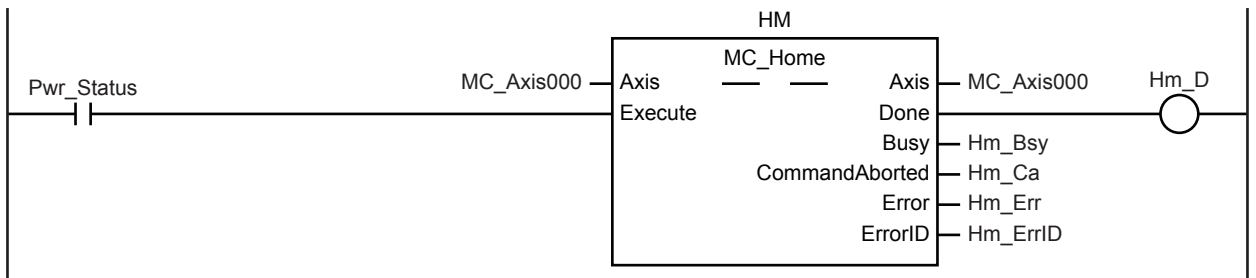 HM
MC_Home
Pwr_Status
MC_Axis000 Axis Axis MC_Axis000 Hm_D
Execute Done
Busy Hm_Bsy
CommandAborted Hm_Ca
Error Hm_Err
ErrorID Hm_ErrID